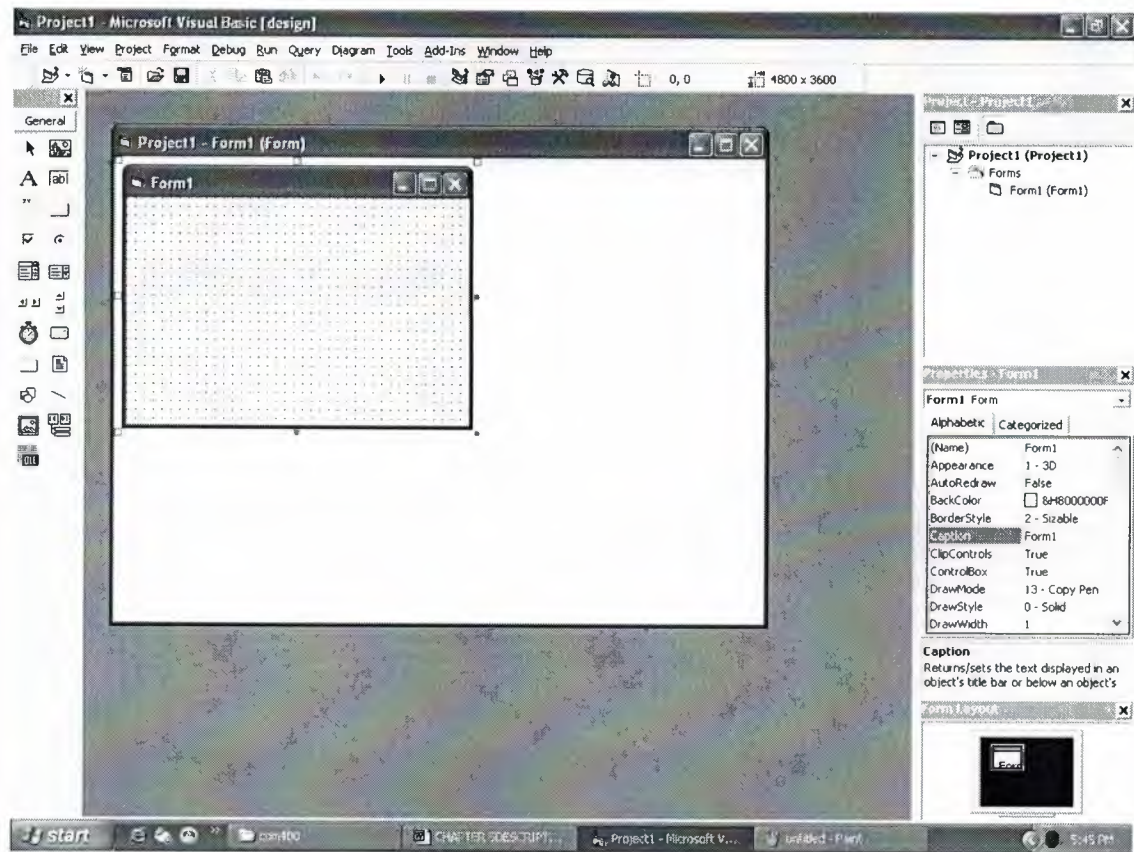 Project1 - Microsoft Visual Basic [design]
File Edit View Project Format Debug Run Query Diagram Tools Add-Ins Window Help
0, 0 4800 x 3600
General
Project1 - Form1 (Form)
Form1
Project - Project1
Project1 (Project1)
Forms
Form1 (Form1)
Properties - Form1
Form1 Form
Alphabetic Categorized
(Name) Form1
Appearance 1 - 3D
AutoRedraw False
BackColor &H8000000F
BorderStyle 2 - Sizable
Caption Form1
ClipControls True
ControlBox True
DrawMode 13 - Copy Pen
DrawStyle 0 - Solid
DrawWidth 1
Caption
Returns/sets the text displayed in an
object's title bar or below an object's
Form Layout
start com400 Project1 - Microsoft V... untitled - Paint 5:45 PM